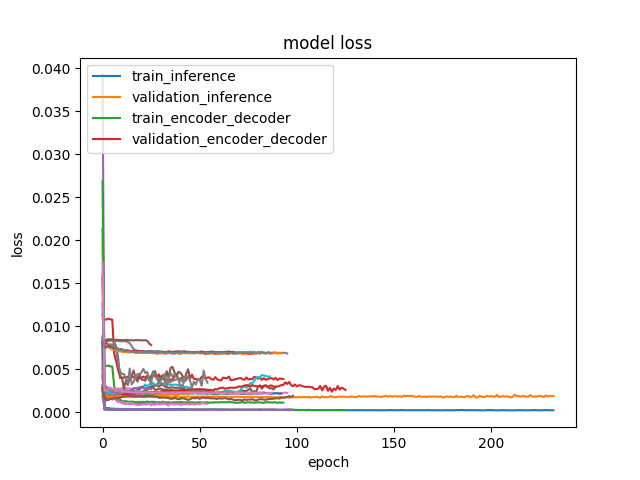 model loss
train_inference
validation_inference
train_encoder_decoder
validation_encoder_decoder
loss
0.040
0.035
0.030
0.025
0.020
0.015
0.010
0.005
0.000
0
50
100
150
200
epoch